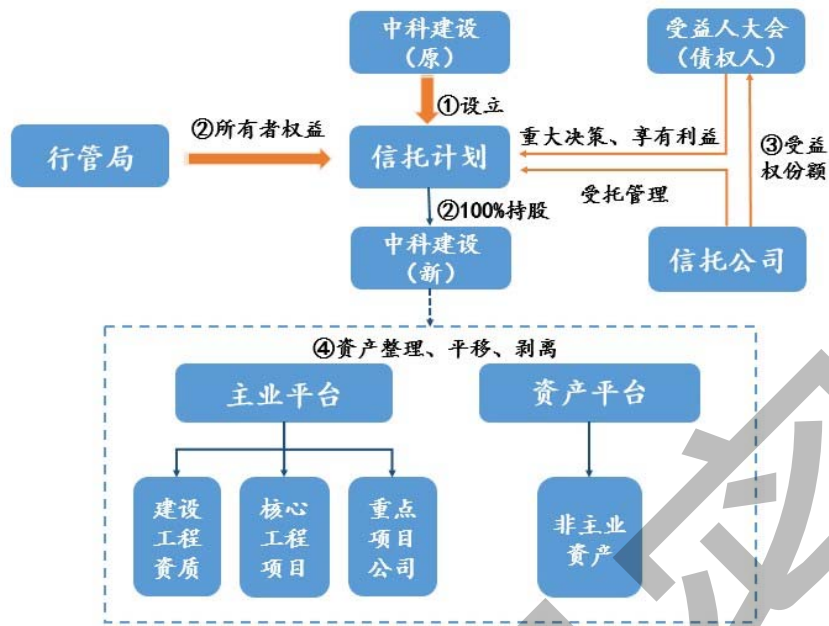 中科建设
（原）
受益人大会
（债权人）
①设立
②所有者权益
行管局
信托计划
重大决策、享有利益
③受益
权份额
受托管理
②100%持股
中科建设
（新）
信托公司
④资产整理、平移、剥离
主业平台
资产平台
建设
工程
资质
核心
工程
项目
重点
项目
公司
非主业
资产